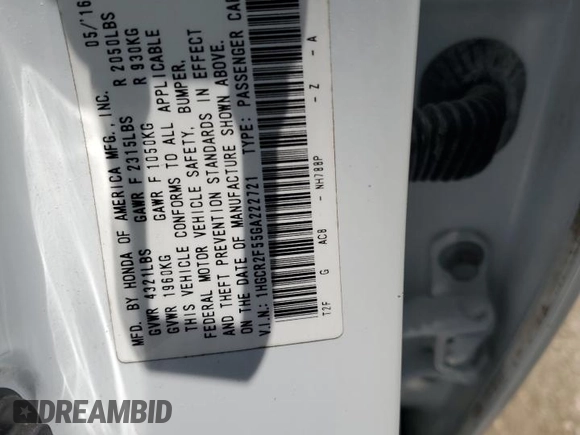 MFD. BY HONDA OF AMERICA MFG., INC. 05/'16
GVWR 4321LBS GAWR F 2315LBS R 2050LBS
GVWR 1960KG GAWR F 1050KG R 930KG
THIS VEHICLE CONFORMS TO ALL APPLICABLE
FEDERAL MOTOR VEHICLE SAFETY, BUMPER,
AND THEFT PREVENTION STANDARDS IN EFFECT
ON THE DATE OF MANUFACTURE SHOWN ABOVE.
V.I.N.: 1HGCR2F55GA222721 TYPE: PASSENGER CAR
T2F G AC8 - NH788P - Z - A
DREAMBID